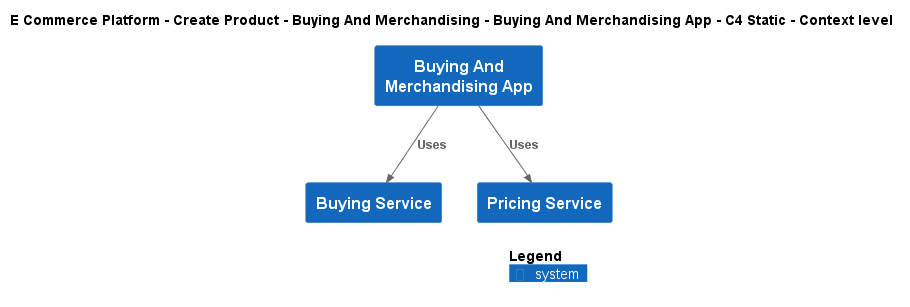 E Commerce Platform - Create Product - Buying And Merchandising - Buying And Merchandising App - C4 Static - Context level
Buying And
Merchandising App
Uses
Uses
Buying Service
Pricing Service
Legend
system